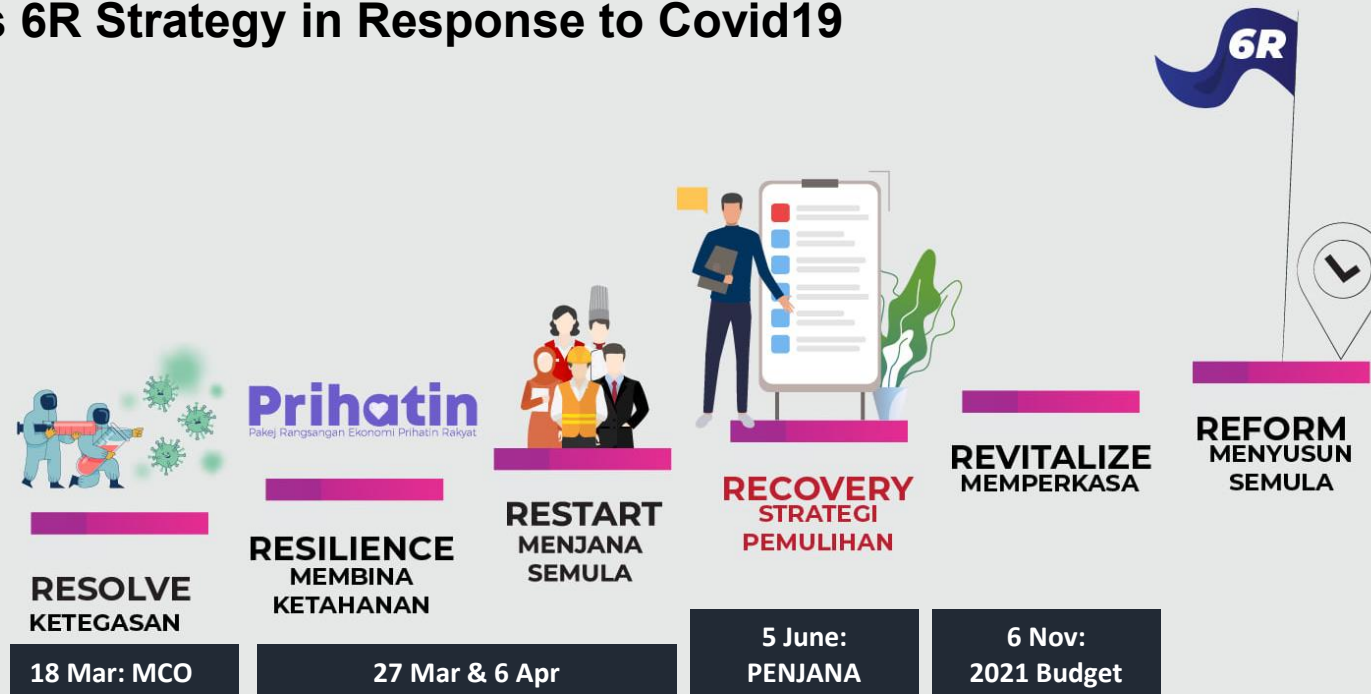 s 6R Strategy in Response to Covid19
6R
Prihatin
Pakej Rangsangan Ekonomi Prihatin Rakyat
RESOLVE
KETEGASAN
RESILIENCE
MEMBINA
KETAHANAN
RESTART
MENJANA
SEMULA
RECOVERY
STRATEGI
PEMULIHAN
REVITALIZE
MEMPERKASA
REFORM
MENYUSUN
SEMULA
18 Mar: MCO
27 Mar & 6 Apr
5 June:
PENJANA
6 Nov:
2021 Budget